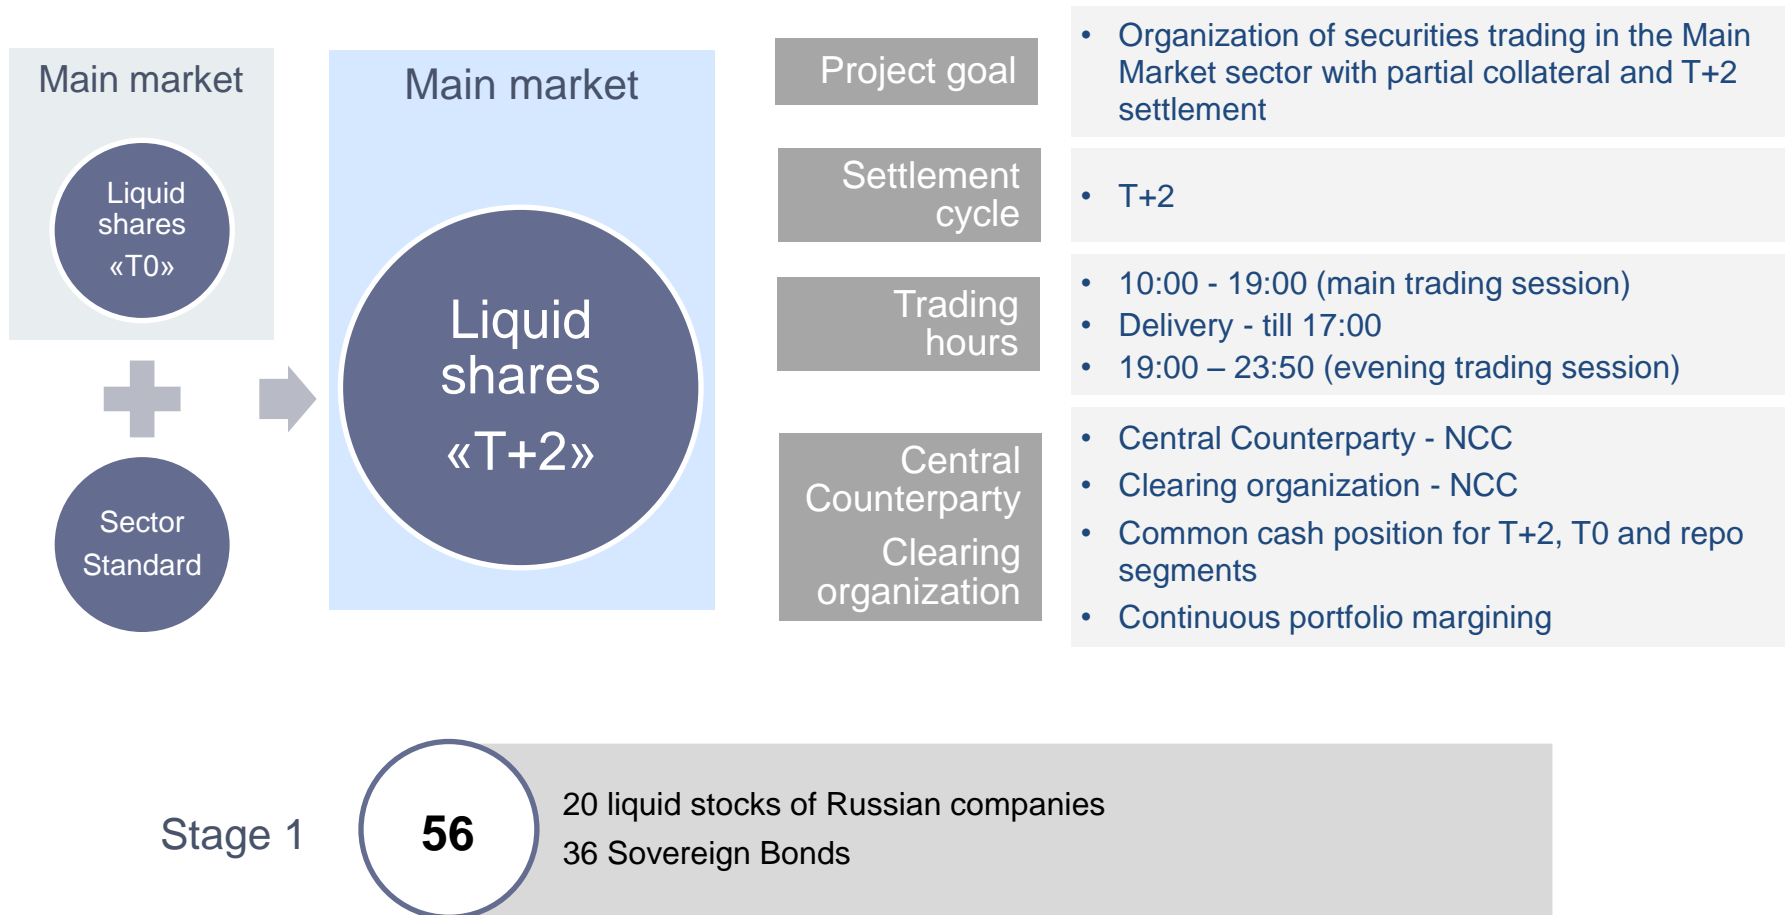 Main market
Liquid
shares
«T0»
Sector
Standard
Main market
Liquid
shares
«T+2»
Project goal
• Organization of securities trading in the Main
Market sector with partial collateral and T+2
settlement
Settlement
cycle
• T+2
Trading
hours
• 10:00 - 19:00 (main trading session)
• Delivery - till 17:00
• 19:00 – 23:50 (evening trading session)
Central
Counterparty
Clearing
organization
• Central Counterparty - NCC
• Clearing organization - NCC
• Common cash position for T+2, T0 and repo
segments
• Continuous portfolio margining
Stage 1
56
20 liquid stocks of Russian companies
36 Sovereign Bonds